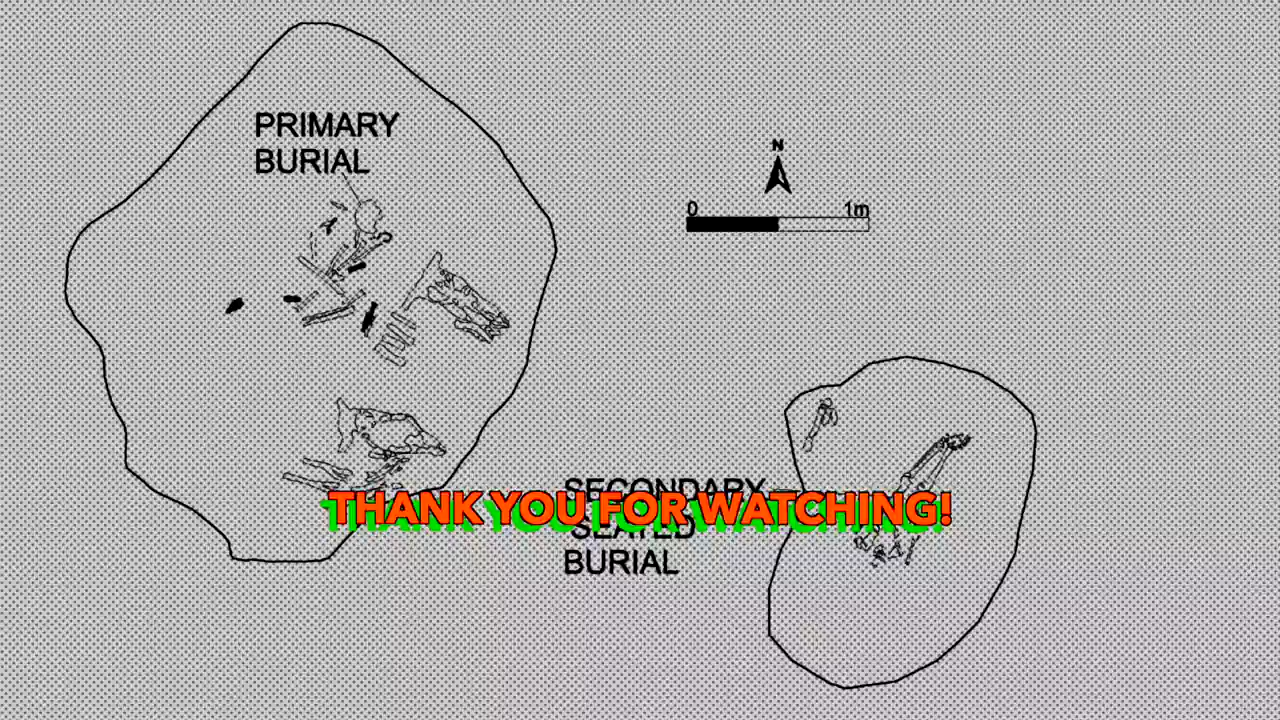 PRIMARY
BURIAL
N
0 1m
SECONDARY
THANK YOU FOR WATCHING!
SEATED
BURIAL